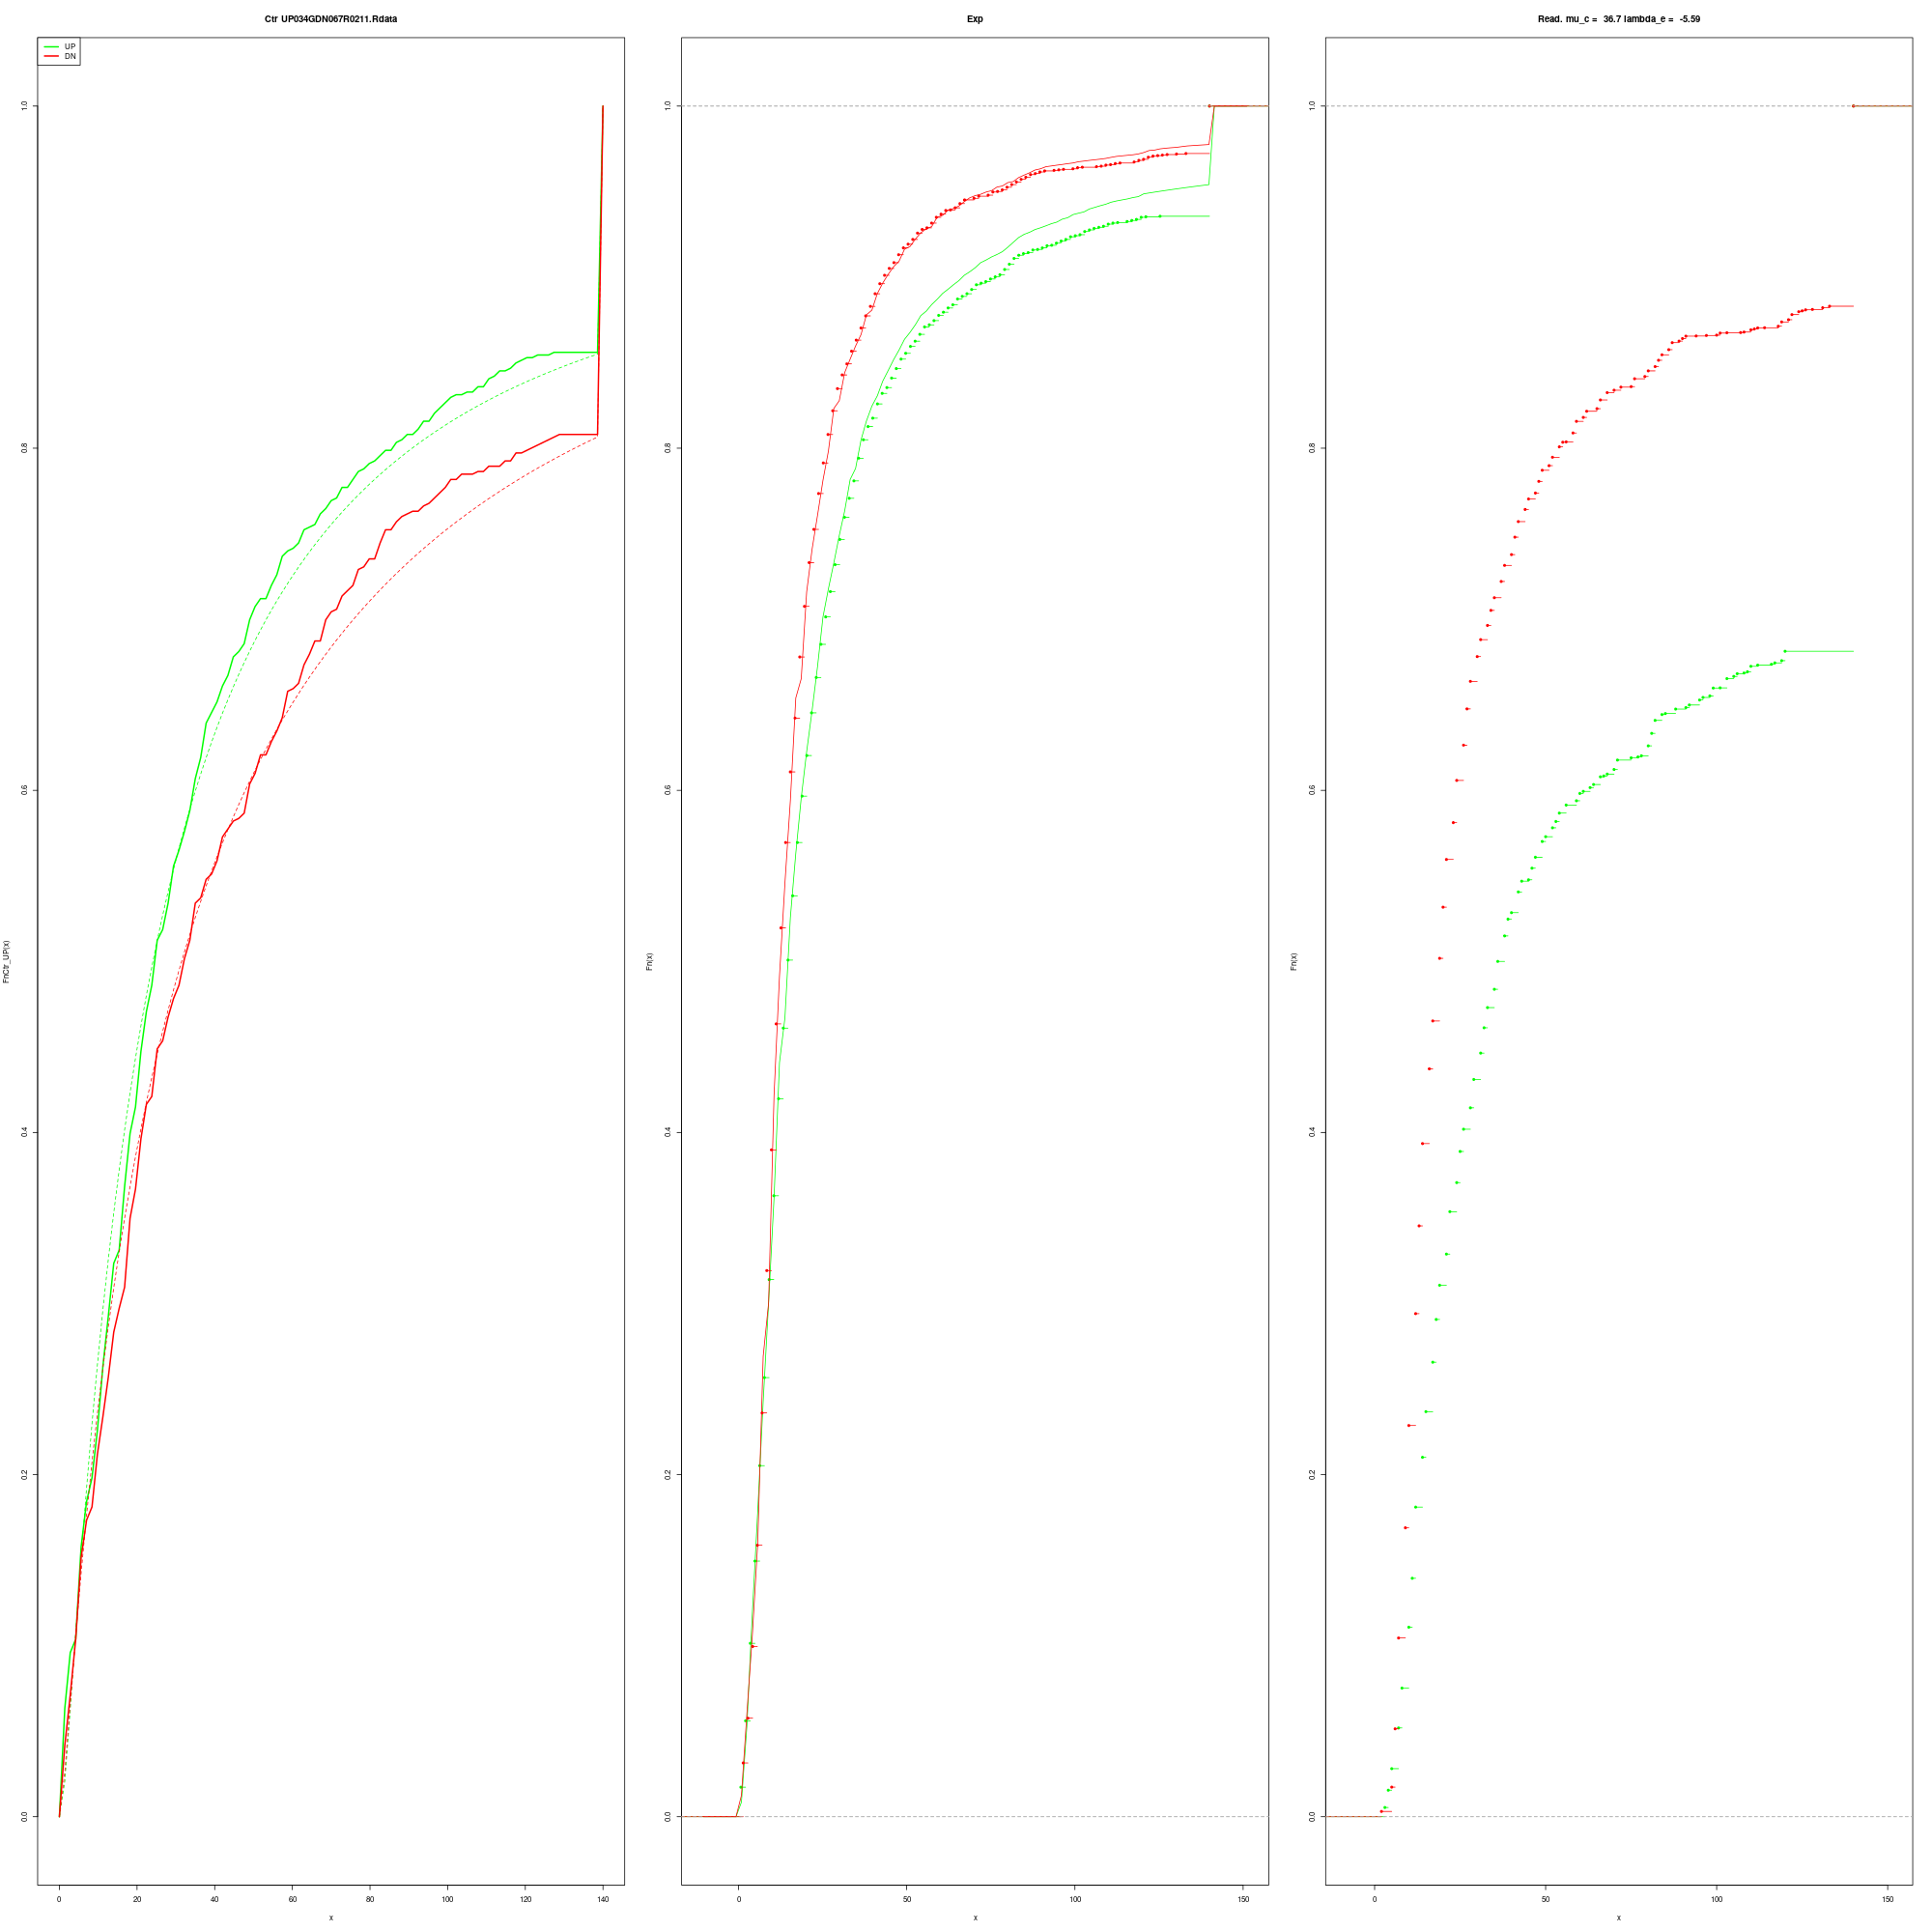 Ctr UP034GDN067R0211.Rdata
UP
DN
FnCtr_UP(x)
0.0 0.2 0.4 0.6 0.8 1.0
0 20 40 60 80 100 120 140
x
Exp
Fn(x)
0.0 0.2 0.4 0.6 0.8 1.0
0 50 100 150
x
Read. mu_c = 36.7 lambda_e = -5.59
Fn(x)
0.0 0.2 0.4 0.6 0.8 1.0
0 50 100 150
x